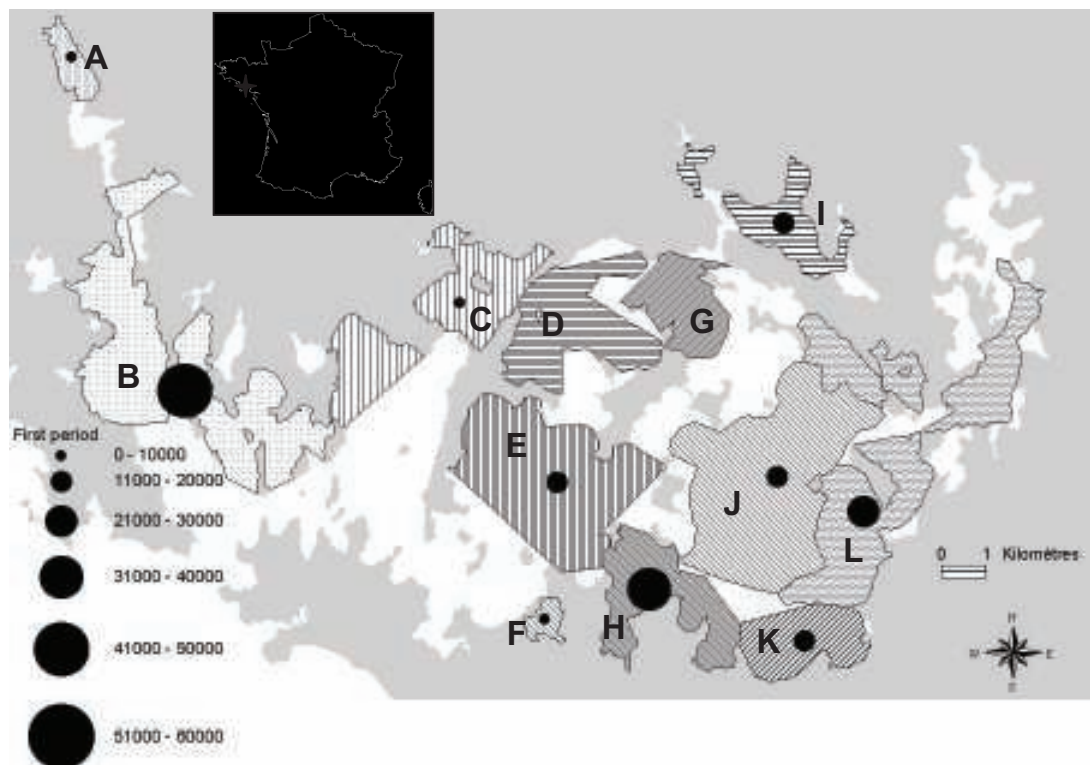 A
I
C
D
G
B
First period
0 - 10000
11000 - 20000
21000 - 30000
31000 - 40000
41000 - 50000
51000 - 60000
E
J
L
0 1 Kilomètres
F
H
K
N
W E
S